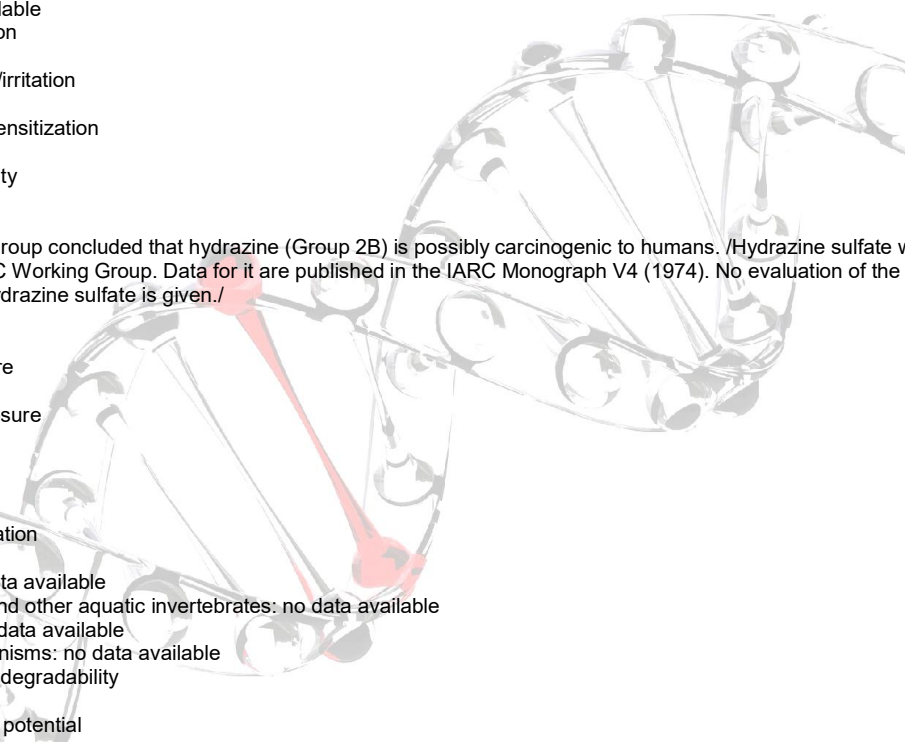 lable
on
/irritation
ensitization
ty
roup concluded that hydrazine (Group 2B) is possibly carcinogenic to humans. /Hydrazine sulfate w
C Working Group. Data for it are published in the IARC Monograph V4 (1974). No evaluation of the
ydrazine sulfate is given./
re
sure
ation
ta available
nd other aquatic invertebrates: no data available
data available
nisms: no data available
degradability
potential